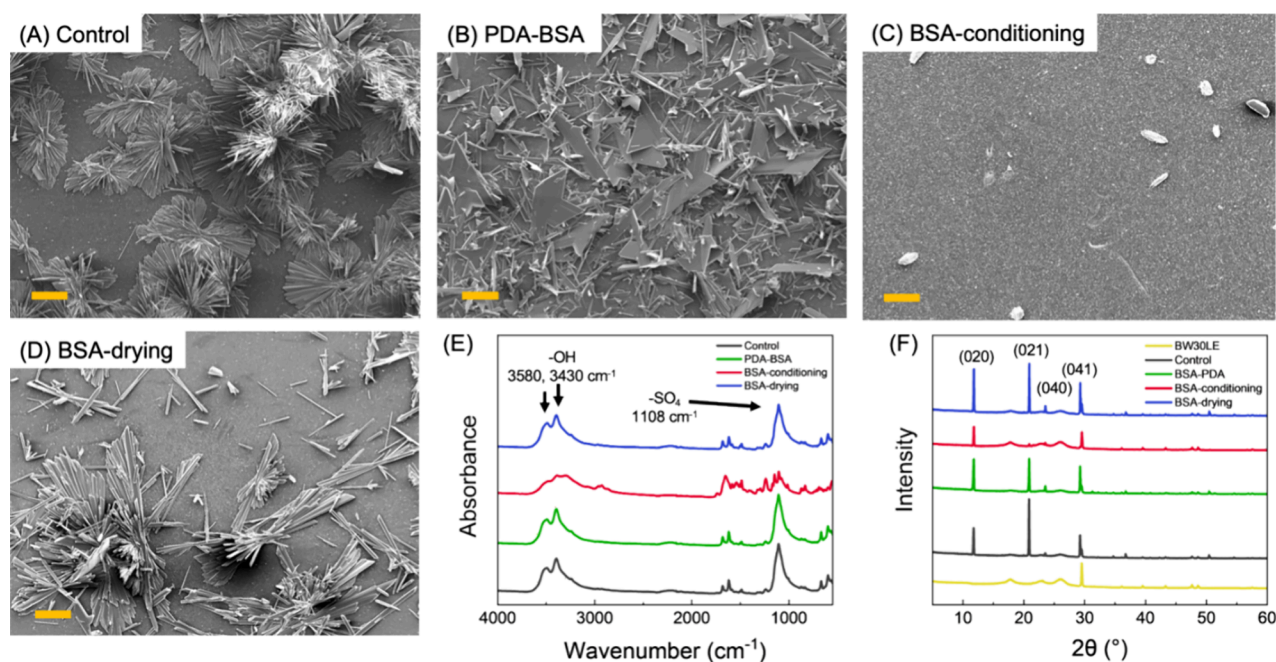 (A) Control
(B) PDA-BSA
(C) BSA-conditioning
(D) BSA-drying
(E)
-OH
3580, 3430 cm-1
-SO4
1108 cm-1
Control
PDA-BSA
BSA-conditioning
BSA-drying
Absorbance
4000
3000
2000
1000
Wavenumber (cm-1)
(F)
(020)
(021)
(040)
(041)
BW30LE
Control
BSA-PDA
BSA-conditioning
BSA-drying
Intensity
10
20
30
40
50
60
2θ (°)